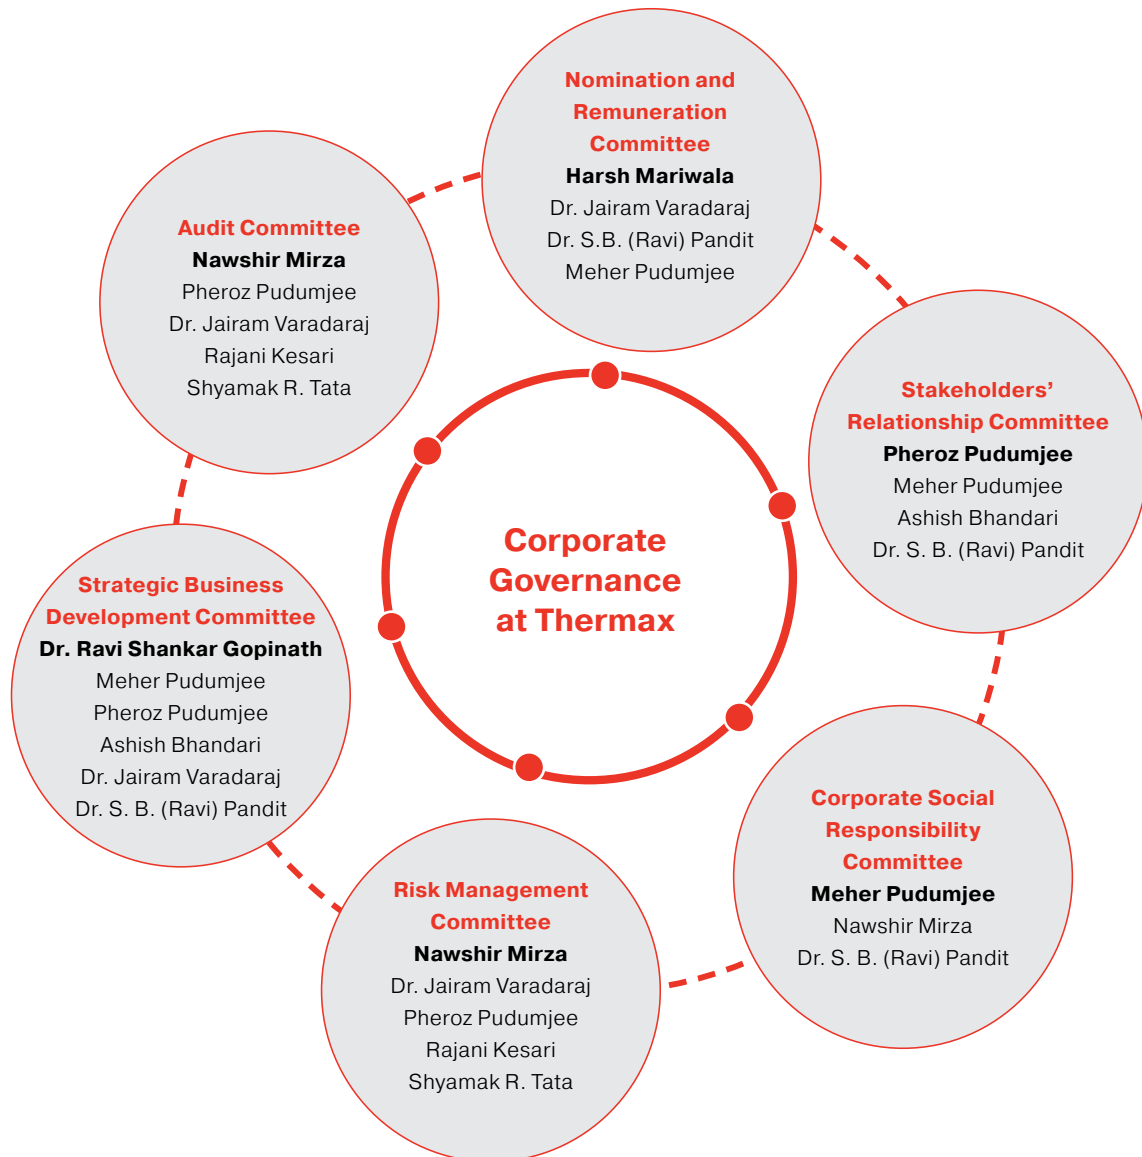 Nomination and
Remuneration
Committee
Harsh Mariwala
Dr. Jairam Varadaraj
Dr. S.B. (Ravi) Pandit
Meher Pudumjee
Audit Committee
Nawshir Mirza
Pheroz Pudumjee
Dr. Jairam Varadaraj
Rajani Kesari
Shyamak R. Tata
Stakeholders’
Relationship Committee
Pheroz Pudumjee
Meher Pudumjee
Ashish Bhandari
Dr. S. B. (Ravi) Pandit
Corporate
Governance
at Thermax
Strategic Business
Development Committee
Dr. Ravi Shankar Gopinath
Meher Pudumjee
Pheroz Pudumjee
Ashish Bhandari
Dr. Jairam Varadaraj
Dr. S. B. (Ravi) Pandit
Corporate Social
Responsibility
Committee
Meher Pudumjee
Nawshir Mirza
Dr. S. B. (Ravi) Pandit
Risk Management
Committee
Nawshir Mirza
Dr. Jairam Varadaraj
Pheroz Pudumjee
Rajani Kesari
Shyamak R. Tata